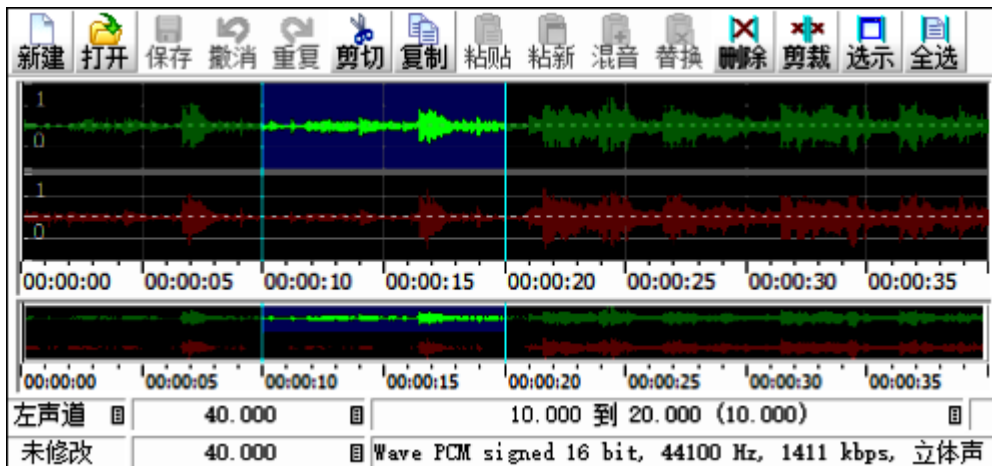 新建 打开 保存 撤消 重复 剪切 复制 粘贴 粘新 混音 替换 删除 剪裁 选示 全选
1
0
1
0
00:00:00 00:00:05 00:00:10 00:00:15 00:00:20 00:00:25 00:00:30 00:00:35
00:00:00 00:00:05 00:00:10 00:00:15 00:00:20 00:00:25 00:00:30 00:00:35
左声道 40.000 10.000 到 20.000 (10.000)
未修改 40.000 Wave PCM signed 16 bit, 44100 Hz, 1411 kbps, 立体声